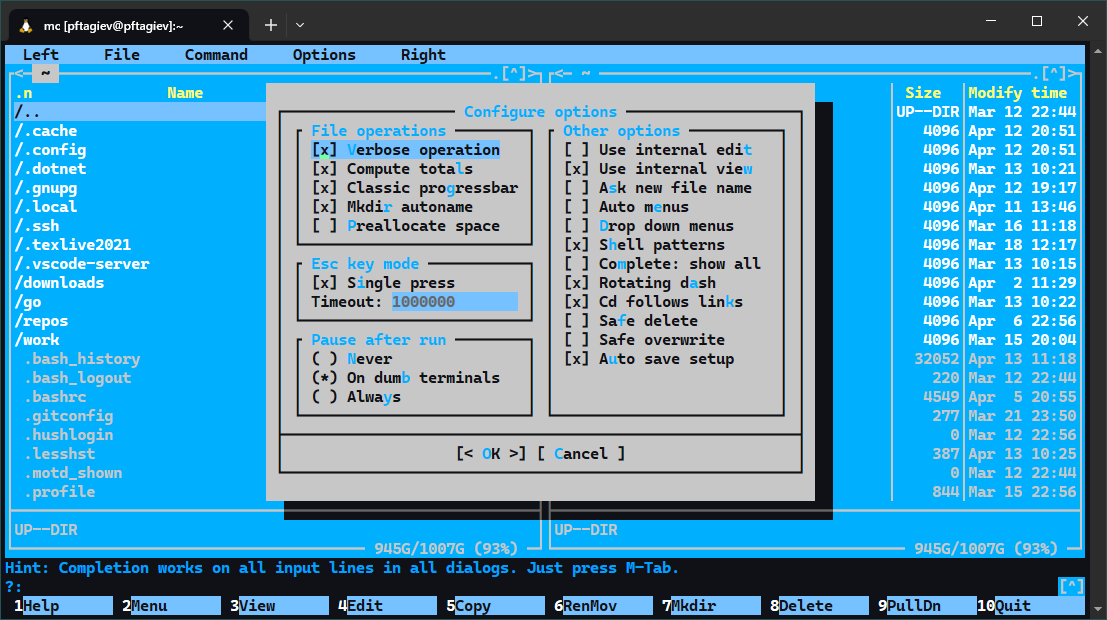 mc [pftagiev@pftagiev]:~
Left File Command Options Right
<─ ~ .[^]> <─ ~ .[^]>
.n Name Size Modify time
/.. UP--DIR Mar 12 22:44
/.cache 4096 Apr 12 20:51
/.config 4096 Apr 12 20:51
/.dotnet 4096 Mar 13 10:21
/.gnupg 4096 Apr 12 19:17
/.local 4096 Apr 11 13:46
/.ssh 4096 Mar 16 11:18
/.texlive2021 4096 Mar 18 12:17
/.vscode-server 4096 Mar 13 10:15
/downloads 4096 Apr 2 11:29
/go 4096 Mar 13 10:22
/repos 4096 Apr 6 22:56
/work 4096 Mar 15 20:04
.bash_history 32052 Apr 13 11:18
.bash_logout 220 Mar 12 22:44
.bashrc 4549 Apr 5 20:55
.gitconfig 277 Mar 21 23:50
.hushlogin 0 Mar 12 22:56
.lesshst 387 Apr 13 10:25
.motd_shown 0 Mar 12 22:44
.profile 844 Mar 15 22:56
Configure options
File operations
[x] Verbose operation
[x] Compute totals
[x] Classic progressbar
[x] Mkdir autoname
[ ] Preallocate space
Esc key mode
[x] Single press
Timeout: 1000000
Pause after run
( ) Never
(*) On dumb terminals
( ) Always
Other options
[ ] Use internal edit
[x] Use internal view
[ ] Ask new file name
[ ] Auto menus
[ ] Drop down menus
[x] Shell patterns
[ ] Complete: show all
[x] Rotating dash
[x] Cd follows links
[ ] Safe delete
[ ] Safe overwrite
[x] Auto save setup
[< OK >] [ Cancel ]
UP--DIR UP--DIR
945G/1007G (93%) 945G/1007G (93%)
Hint: Completion works on all input lines in all dialogs. Just press M-Tab.
?: [^]
1Help 2Menu 3View 4Edit 5Copy 6RenMov 7Mkdir 8Delete 9PullDn 10Quit